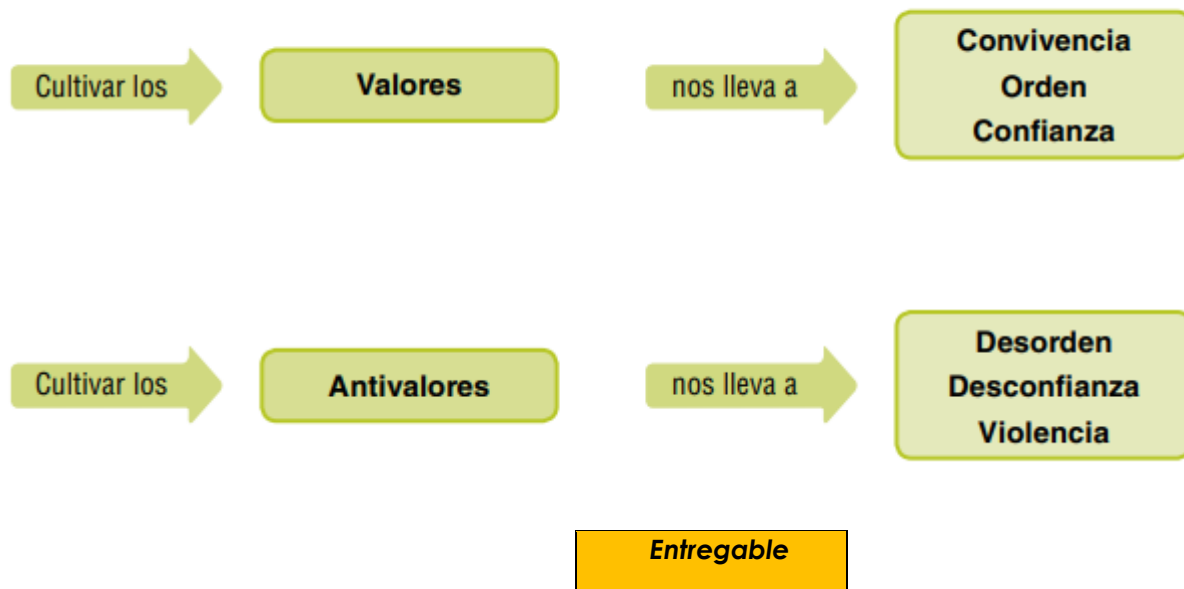 Cultivar los
Valores
nos lleva a
Convivencia
Orden
Confianza
Cultivar los
Antivalores
nos lleva a
Desorden
Desconfianza
Violencia
Entregable